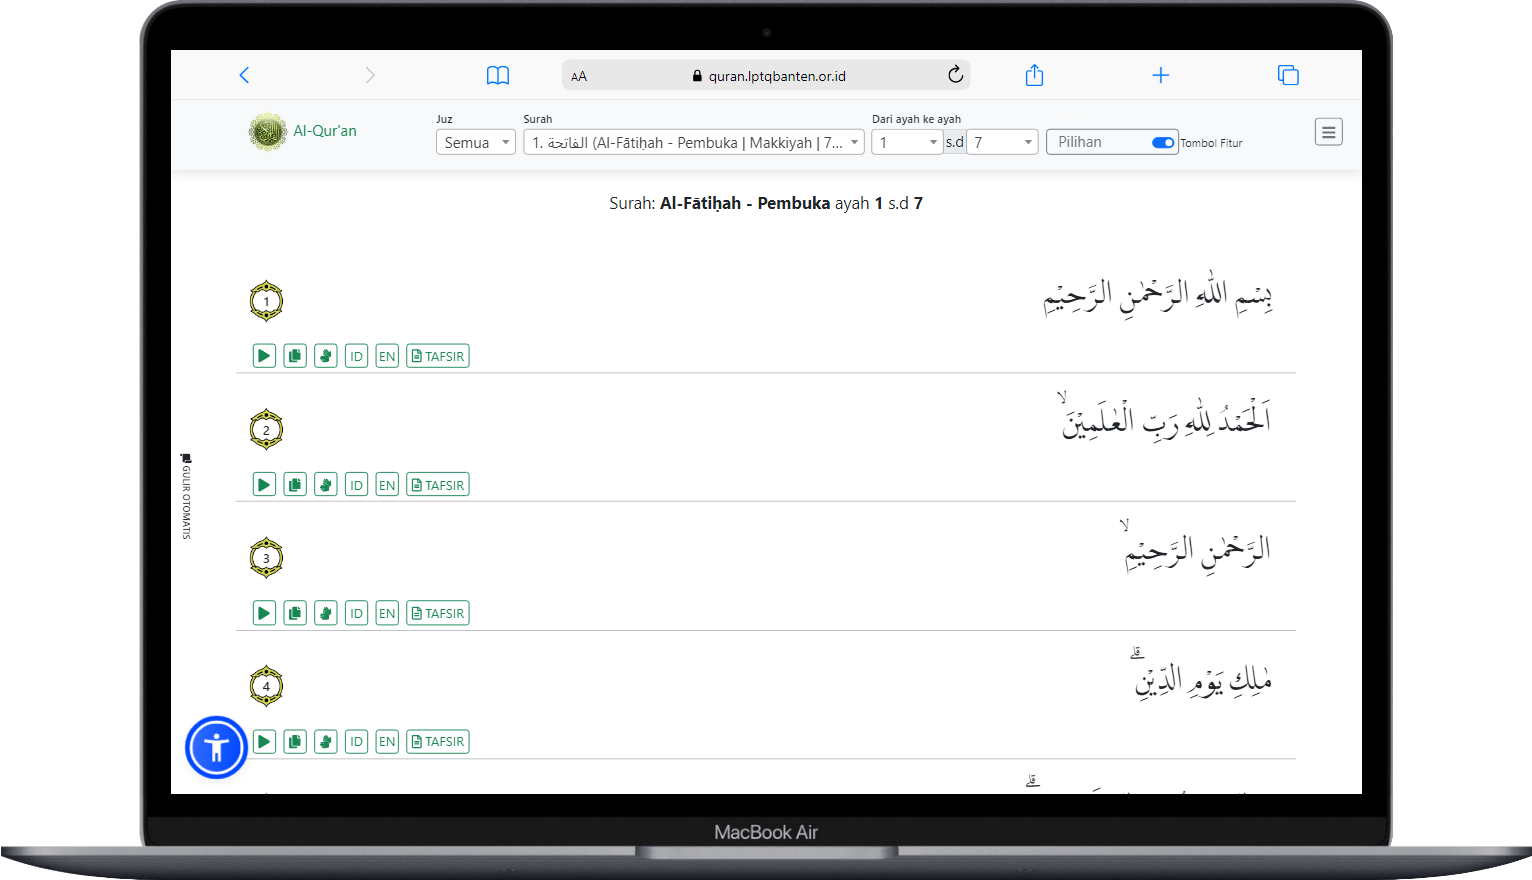 AA quran.lptqbanten.or.id
Al-Qur'an
Juz
Semua
Surah
1. الفاتحة (Al-Fātiḥah - Pembuka | Makkiyah | 7...
Dari ayah ke ayah
1 s.d 7
Pilihan
Tombol Fitur
Surah: Al-Fātiḥah - Pembuka ayah 1 s.d 7
بِسْمِ اللّٰهِ الرَّحْمٰنِ الرَّحِيْمِ
1
ID EN TAFSIR
اَلْحَمْدُ لِلّٰهِ رَبِّ الْعٰلَمِيْنَۙ
2
ID EN TAFSIR
الرَّحْمٰنِ الرَّحِيْمِۙ
3
ID EN TAFSIR
مٰلِكِ يَوْمِ الدِّيْنِۗ
4
ID EN TAFSIR
GULIR OTOMATIS
MacBook Air